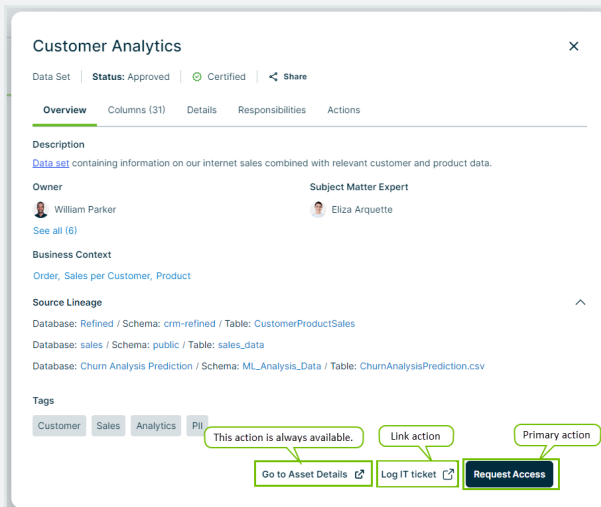 Customer Analytics
Data Set Status: Approved Certified Share
Overview Columns (31) Details Responsibilities Actions
Description
Data set containing information on our internet sales combined with relevant customer and product data.
Owner Subject Matter Expert
William Parker Eliza Arquette
See all (6)
Business Context
Order, Sales per Customer, Product
Source Lineage
Database: Refined / Schema: crm-refined / Table: CustomerProductSales
Database: sales / Schema: public / Table: sales_data
Database: Churn Analysis Prediction / Schema: ML_Analysis_Data / Table: ChurnAnalysisPrediction.csv
Tags
Customer Sales Analytics PII
This action is always available. Link action Primary action
Go to Asset Details Log IT ticket Request Access